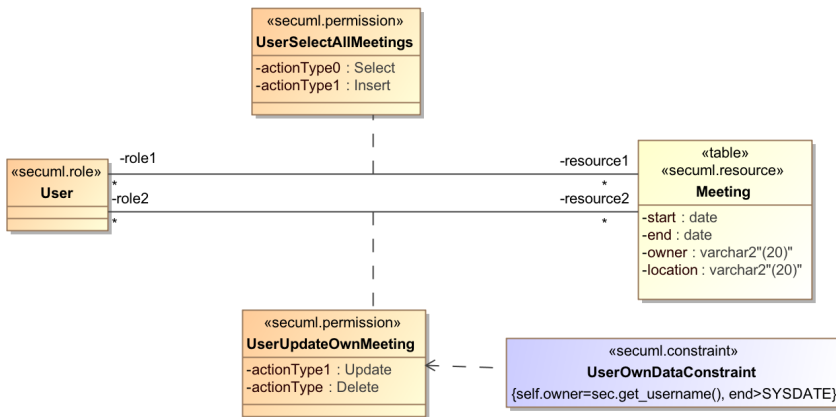 «secuml.permission»
UserSelectAllMeetings
-actionType0 : Select
-actionType1 : Insert
«secuml.role»
User
-role1
*
-resource1
*
-role2
*
-resource2
*
«table»
«secuml.resource»
Meeting
-start : date
-end : date
-owner : varchar2"(20)"
-location : varchar2"(20)"
«secuml.permission»
UserUpdateOwnMeeting
-actionType1 : Update
-actionType : Delete
«secuml.constraint»
UserOwnDataConstraint
{self.owner=sec.get_username(), end>SYSDATE}